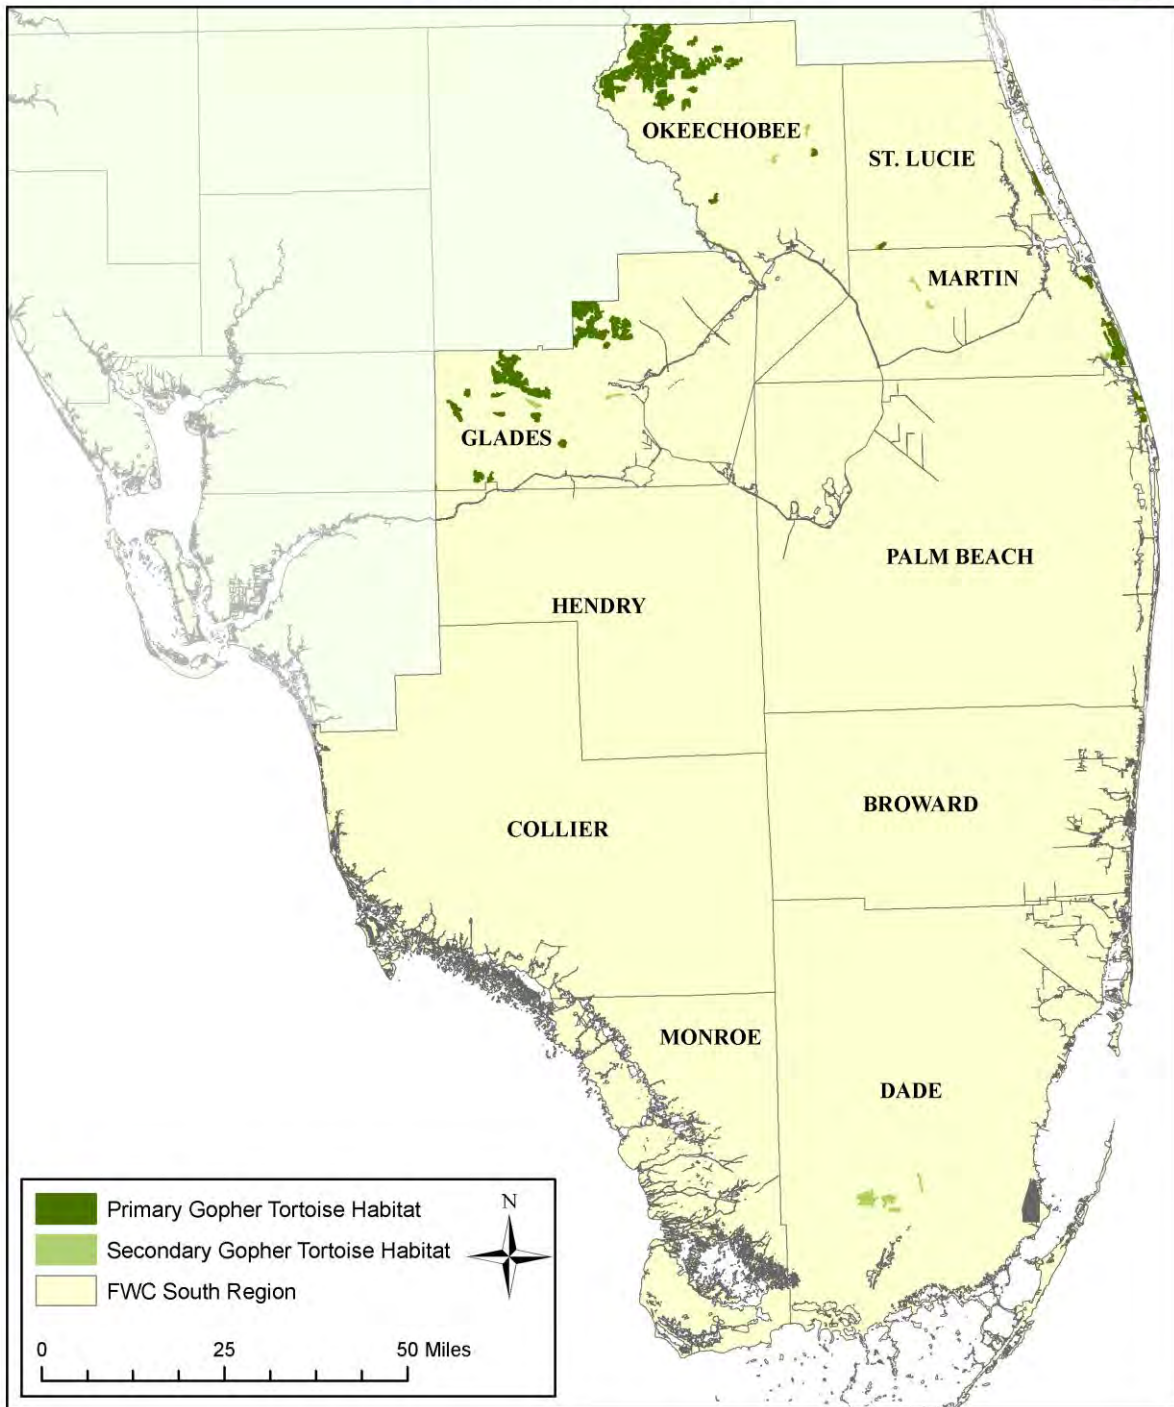 OKEECHOBEE
ST. LUCIE
MARTIN
GLADES
PALM BEACH
HENDRY
BROWARD
COLLIER
MONROE
DADE
Primary Gopher Tortoise Habitat
Secondary Gopher Tortoise Habitat
FWC South Region
N
0 25 50 Miles